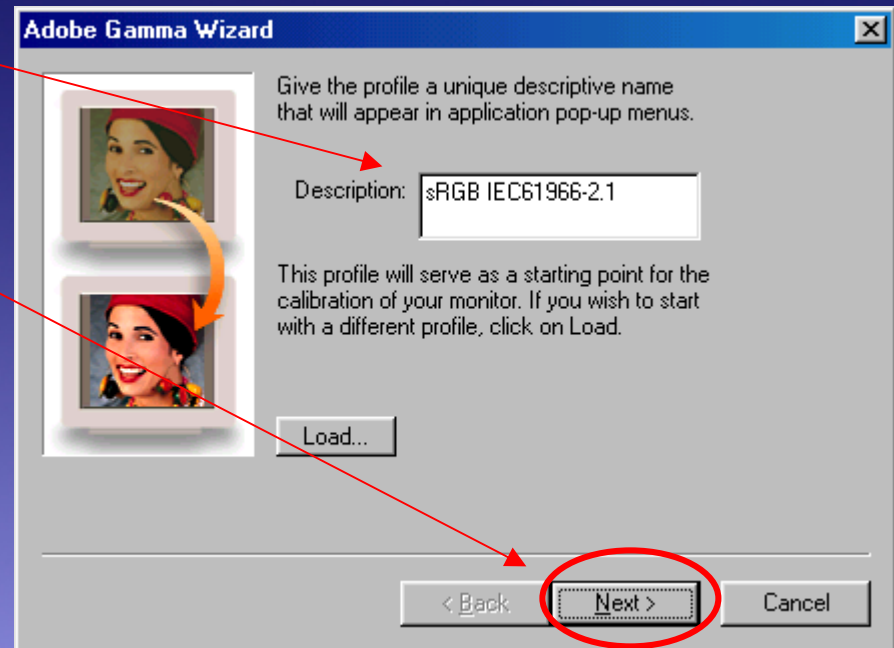 Adobe Gamma Wizard
Give the profile a unique descriptive name
that will appear in application pop-up menus.
Description: sRGB IEC61966-2.1
This profile will serve as a starting point for the
calibration of your monitor. If you wish to start
with a different profile, click on Load.
Load...
< Back Next > Cancel